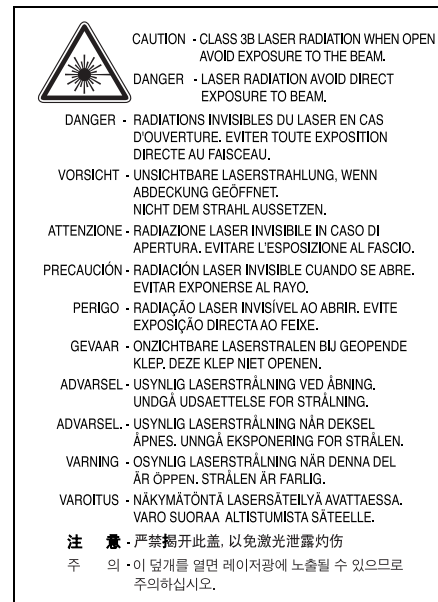 CAUTION - CLASS 3B LASER RADIATION WHEN OPEN
AVOID EXPOSURE TO THE BEAM.
DANGER - LASER RADIATION AVOID DIRECT
EXPOSURE TO BEAM.
DANGER - RADIATIONS INVISIBLES DU LASER EN CAS
D'OUVERTURE. EVITER TOUTE EXPOSITION
DIRECTE AU FAISCEAU.
VORSICHT - UNSICHTBARE LASERSTRAHLUNG, WENN
ABDECKUNG GEÖFFNET.
NICHT DEM STRAHL AUSSETZEN.
ATTENZIONE - RADIAZIONE LASER INVISIBILE IN CASO DI
APERTURA. EVITARE L'ESPOSIZIONE AL FASCIO.
PRECAUCIÓN - RADIACIÓN LASER INVISIBLE CUANDO SE ABRE.
EVITAR EXPONERSE AL RAYO.
PERIGO - RADIAÇÃO LASER INVISÍVEL AO ABRIR. EVITE
EXPOSIÇÃO DIRECTA AO FEIXE.
GEVAAR - ONZICHTBARE LASERSTRALEN BIJ GEOPENDE
KLEP. DEZE KLEP NIET OPENEN.
ADVARSEL - USYNLIG LASERSTRÅLNING VED ÅBNING.
UNDGÅ UDSAETTELSE FOR STRÅLNING.
ADVARSEL. - USYNLIG LASERSTRÅLNING NÅR DEKSEL
ÅPNES. UNNGÅ EKSPONERING FOR STRÅLEN.
VARNING - OSYNLIG LASERSTRÅLNING NÄR DENNA DEL
ÄR ÖPPEN. STRÅLEN ÄR FARLIG.
VAROITUS - NÄKYMÄTÖNTÄ LASERSÄTEILYÄ AVATTAESSA.
VARO SUORAA ALTISTUMISTA SÄTEELLE.
注 意 - 严禁揭开此盖, 以免激光泄露灼伤
주 의 - 이 덮개를 열면 레이저광에 노출될 수 있으므로
주의하십시오.